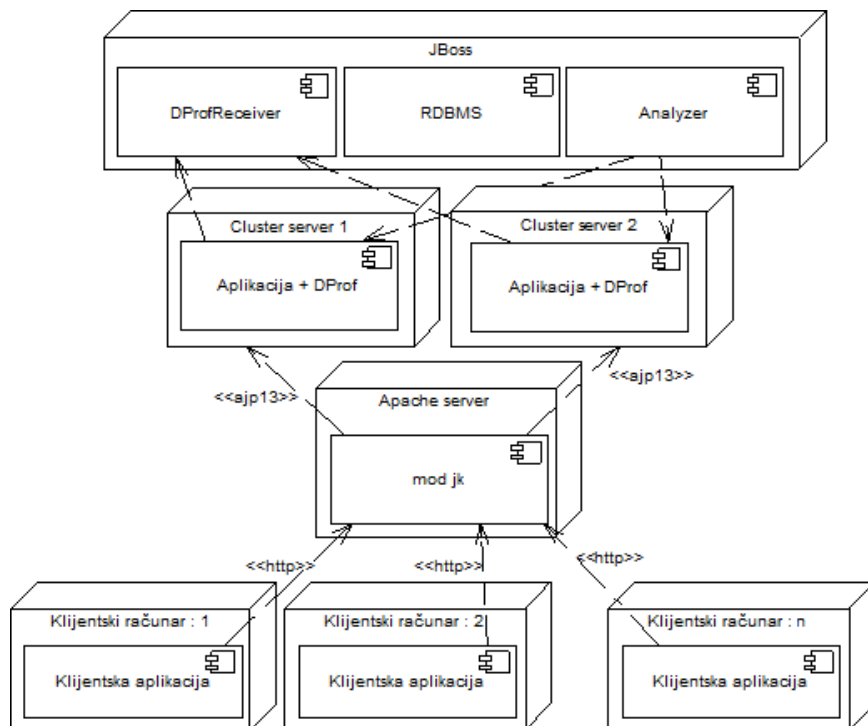 JBoss
DProfReceiver
RDBMS
Analyzer
Cluster server 1
Cluster server 2
Aplikacija + DProf
Aplikacija + DProf
<<ajp13>>
<<ajp13>>
Apache server
mod jk
<<http>>
<<http>>
<<http>>
Klijentski računar : 1
Klijentski računar : 2
Klijentski računar : n
Klijentska aplikacija
Klijentska aplikacija
Klijentska aplikacija